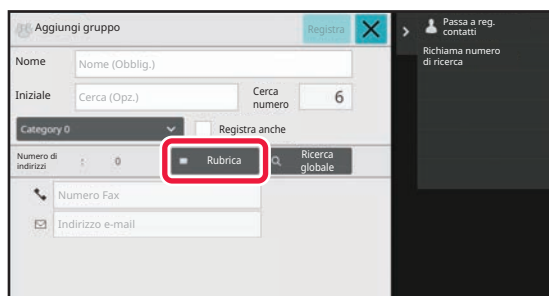 Aggiungi gruppo
Registra
Passa a reg.
contatti
Richiama numero
di ricerca
Nome
Nome (Obblig.)
Iniziale
Cerca (Opz.)
Cerca
numero
6
Category 0
Registra anche
Numero di
indirizzi
:
0
Rubrica
Ricerca
globale
Numero Fax
Indirizzo e-mail